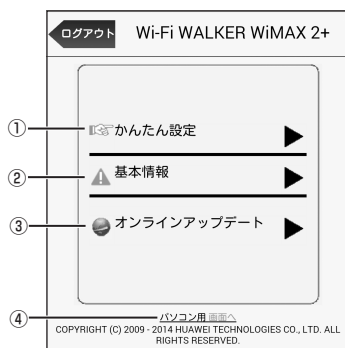 ログアウト Wi-Fi WALKER WiMAX 2+
① かんたん設定
② 基本情報
③ オンラインアップデート
④ パソコン用 画面へ
COPYRIGHT (C) 2009 - 2014 HUAWEI TECHNOLOGIES CO., LTD. ALL
RIGHTS RESERVED.